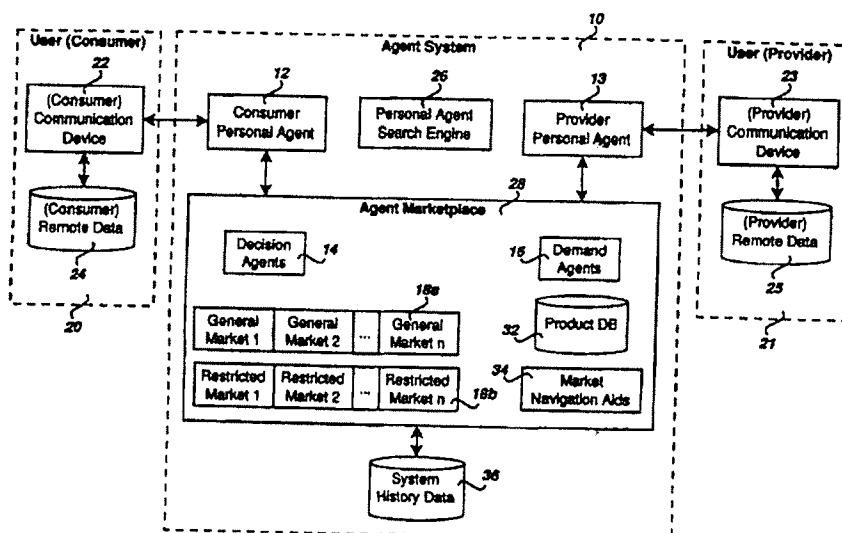 10
User (Consumer)
Agent System
User (Provider)
22
12
26
13
23
(Consumer)
Communication
Device
Consumer
Personal Agent
Personal Agent
Search Engine
Provider
Personal Agent
(Provider)
Communication
Device
28
Agent Marketplace
(Consumer)
Remote Data
24
Decision
Agents
14
16
Demand
Agents
(Provider)
Remote Data
25
20
21
18a
General
Market 1
General
Market 2
...
General
Market n
32
Product DB
Restricted
Market 1
Restricted
Market 2
...
Restricted
Market n
18b
34
Market
Navigation Aids
System
History Data
36